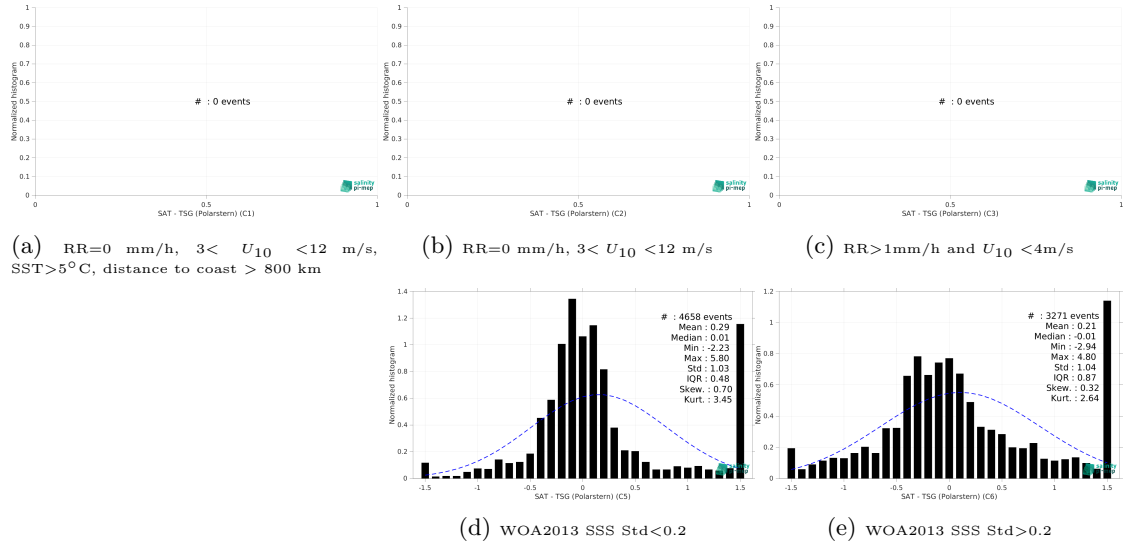 1
0.9
0.8
0.7
0.6
0.5
0.4
0.3
0.2
0.1
0
Normalized histogram
# : 0 events
salinity
pi-mep
0 0.5 1
SAT - TSG (Polarstern) (C1)
(a) RR=0 mm/h, 3< U10 <12 m/s,
SST>5°C, distance to coast > 800 km
1
0.9
0.8
0.7
0.6
0.5
0.4
0.3
0.2
0.1
0
Normalized histogram
# : 0 events
salinity
pi-mep
0 0.5 1
SAT - TSG (Polarstern) (C2)
(b) RR=0 mm/h, 3< U10 <12 m/s
1
0.9
0.8
0.7
0.6
0.5
0.4
0.3
0.2
0.1
0
Normalized histogram
# : 0 events
salinity
pi-mep
0 0.5 1
SAT - TSG (Polarstern) (C3)
(c) RR>1mm/h and U10 <4m/s
1.4
1.2
1
0.8
0.6
0.4
0.2
0
Normalized histogram
# : 4658 events
Mean : 0.29
Median : 0.01
Min : -2.23
Max : 5.80
Std : 1.03
IQR : 0.48
Skew. : 0.70
Kurt. : 3.45
-1.5 -1 -0.5 0 0.5 1 1.5
SAT - TSG (Polarstern) (C5)
(d) WOA2013 SSS Std<0.2
1.2
1
0.8
0.6
0.4
0.2
0
Normalized histogram
# : 3271 events
Mean : 0.21
Median : -0.01
Min : -2.94
Max : 4.80
Std : 1.04
IQR : 0.87
Skew. : 0.32
Kurt. : 2.64
-1.5 -1 -0.5 0 0.5 1 1.5
SAT - TSG (Polarstern) (C6)
(e) WOA2013 SSS Std>0.2